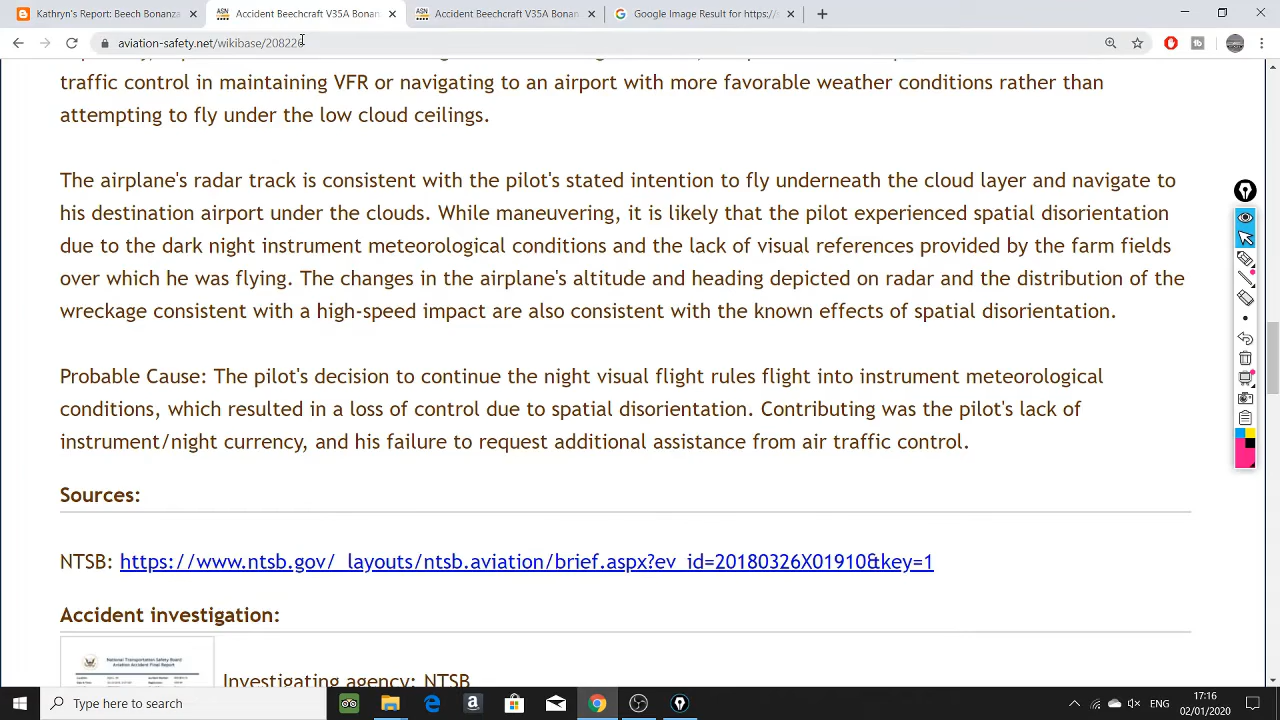 Kathryn's Report: Beech Bonanza
Accident Beechcraft V35A Bonan
Accident Beechcraft V35A Bonan
Google Image Result for https://s
aviation-safety.net/wikibase/208226
traffic control in maintaining VFR or navigating to an airport with more favorable weather conditions rather than
attempting to fly under the low cloud ceilings.
The airplane's radar track is consistent with the pilot's stated intention to fly underneath the cloud layer and navigate to
his destination airport under the clouds. While maneuvering, it is likely that the pilot experienced spatial disorientation
due to the dark night instrument meteorological conditions and the lack of visual references provided by the farm fields
over which he was flying. The changes in the airplane's altitude and heading depicted on radar and the distribution of the
wreckage consistent with a high-speed impact are also consistent with the known effects of spatial disorientation.
Probable Cause: The pilot's decision to continue the night visual flight rules flight into instrument meteorological
conditions, which resulted in a loss of control due to spatial disorientation. Contributing was the pilot's lack of
instrument/night currency, and his failure to request additional assistance from air traffic control.
Sources:
NTSB: https://www.ntsb.gov/_layouts/ntsb.aviation/brief.aspx?ev_id=20180326X01910&key=1
Accident investigation:
National Transportation Safety Board
Aviation Accident Final Report
Investigating agency: NTSB
Type here to search
ENG
17:16
02/01/2020